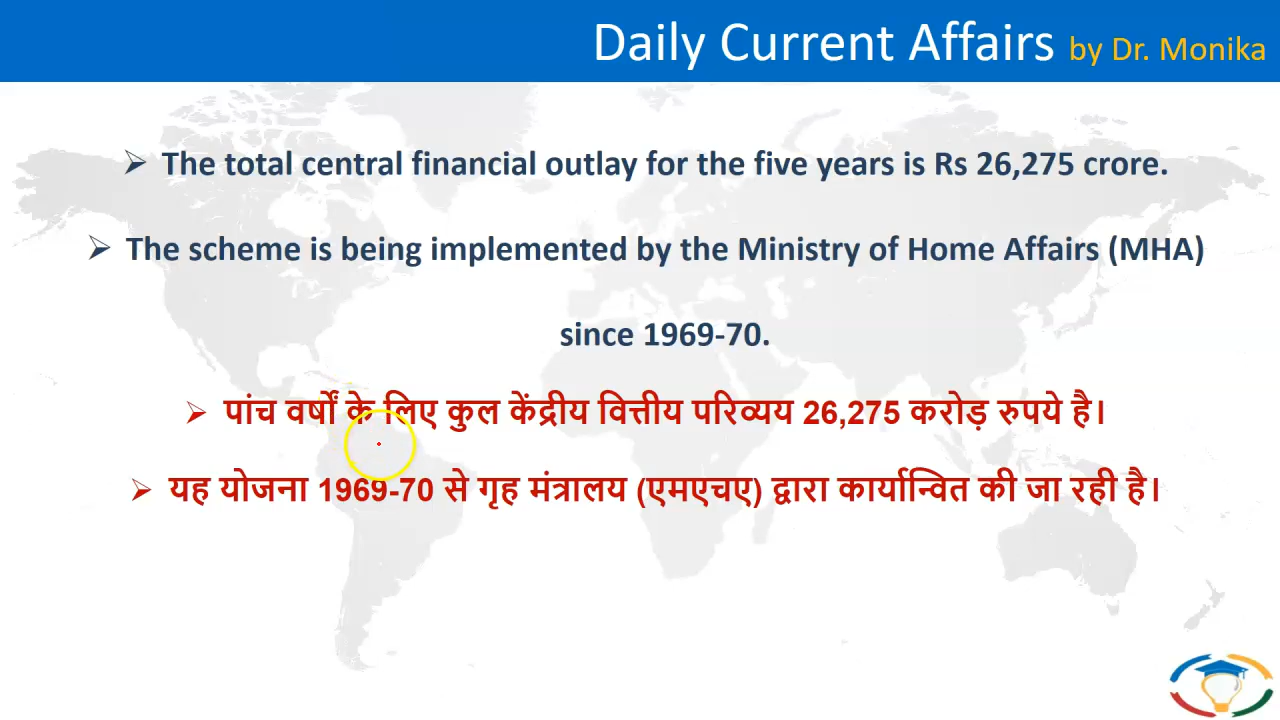 Daily Current Affairs by Dr. Monika
➢ The total central financial outlay for the five years is Rs 26,275 crore.
➢ The scheme is being implemented by the Ministry of Home Affairs (MHA)
since 1969-70.
➢ पांच वर्षों के लिए कुल केंद्रीय वित्तीय परिव्यय 26,275 करोड़ रुपये है।
➢ यह योजना 1969-70 से गृह मंत्रालय (एमएचए) द्वारा कार्यान्वित की जा रही है।